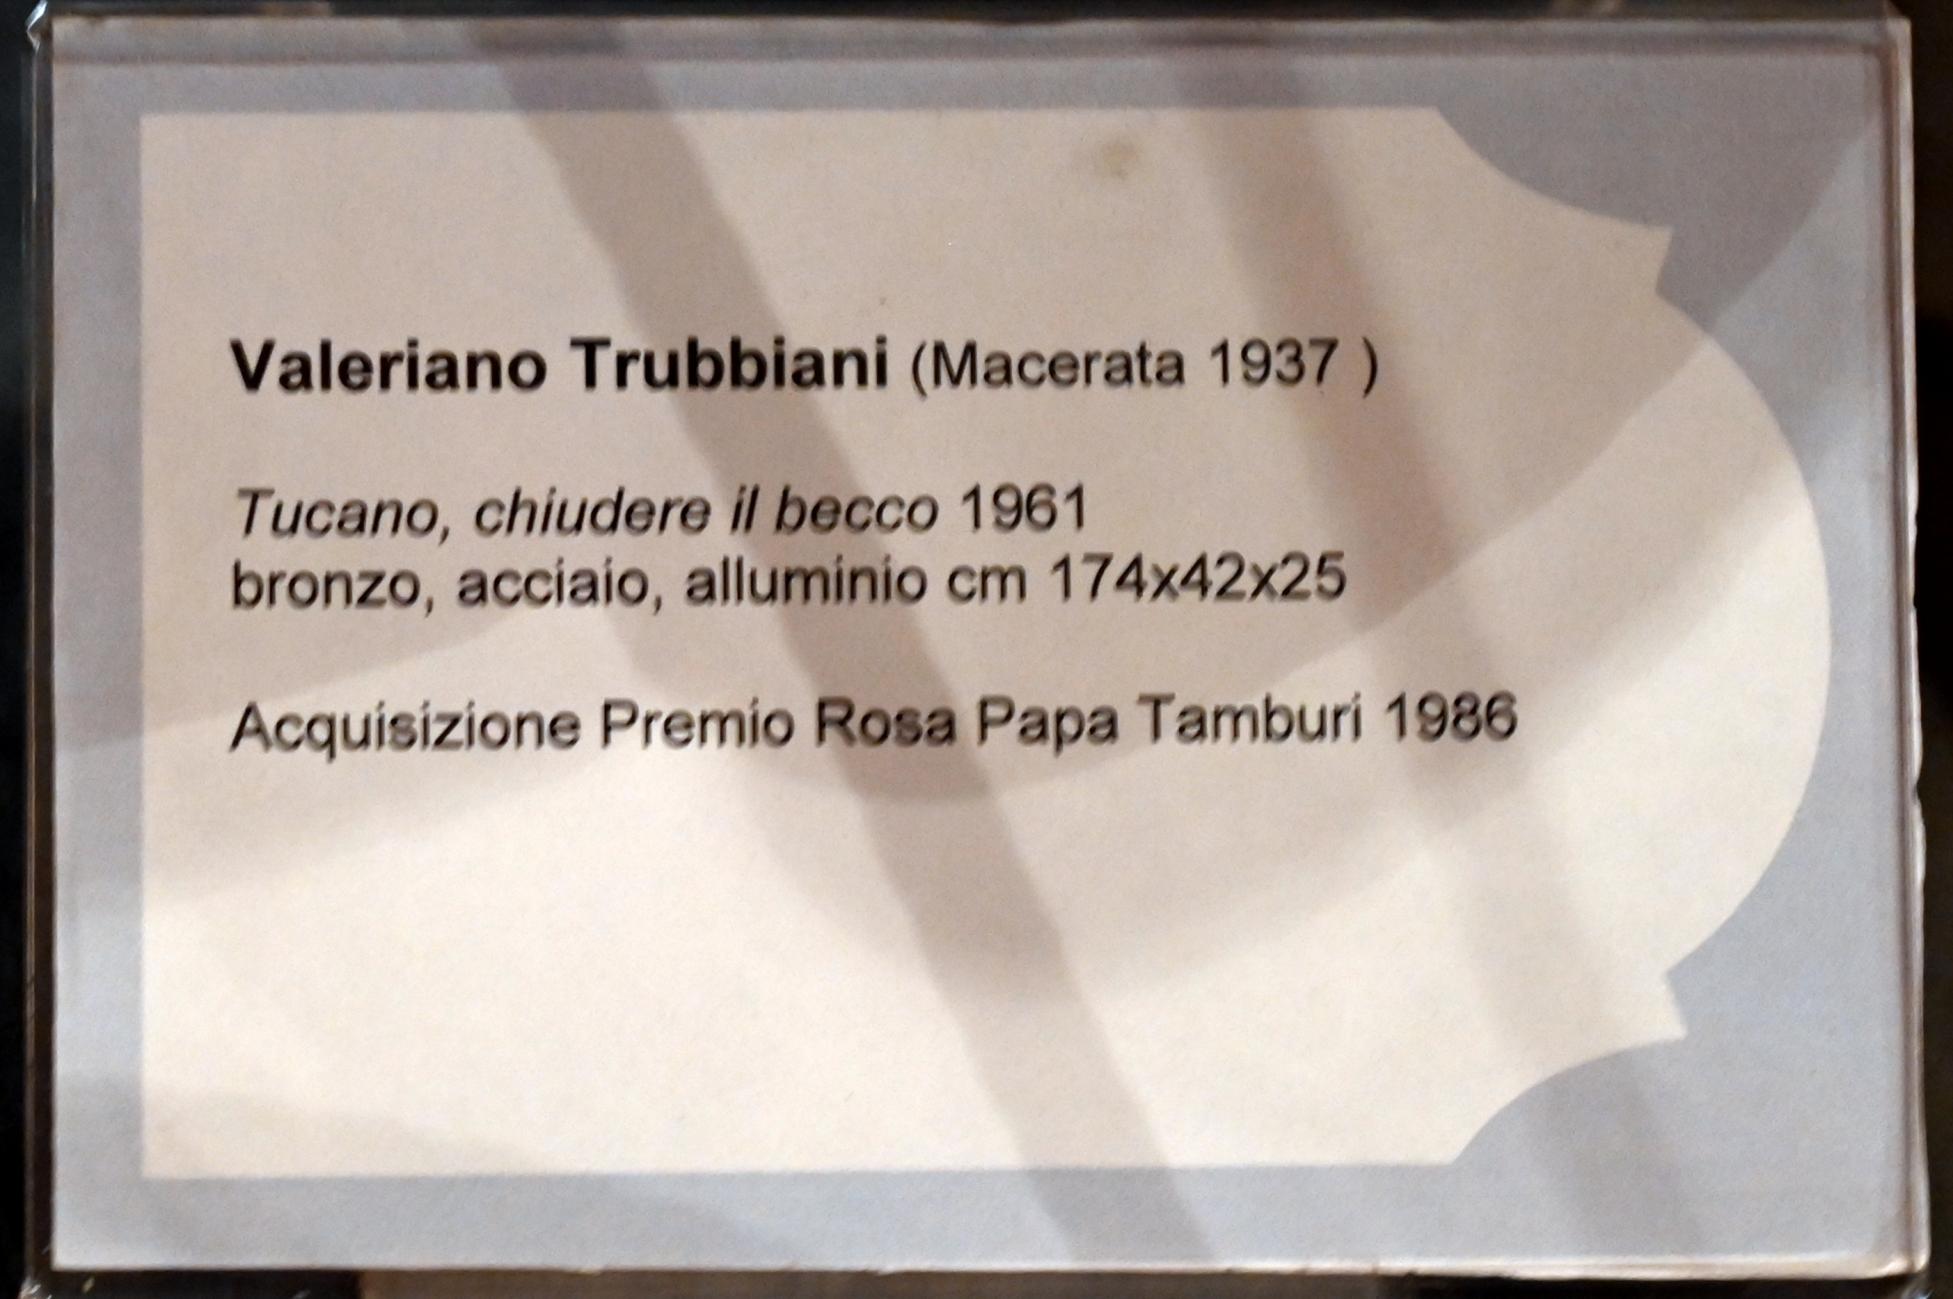 Valeriano Trubbiani (Macerata 1937 )
Tucano, chiudere il becco 1961
bronzo, acciaio, alluminio cm 174x42x25
Acquisizione Premio Rosa Papa Tamburi 1986